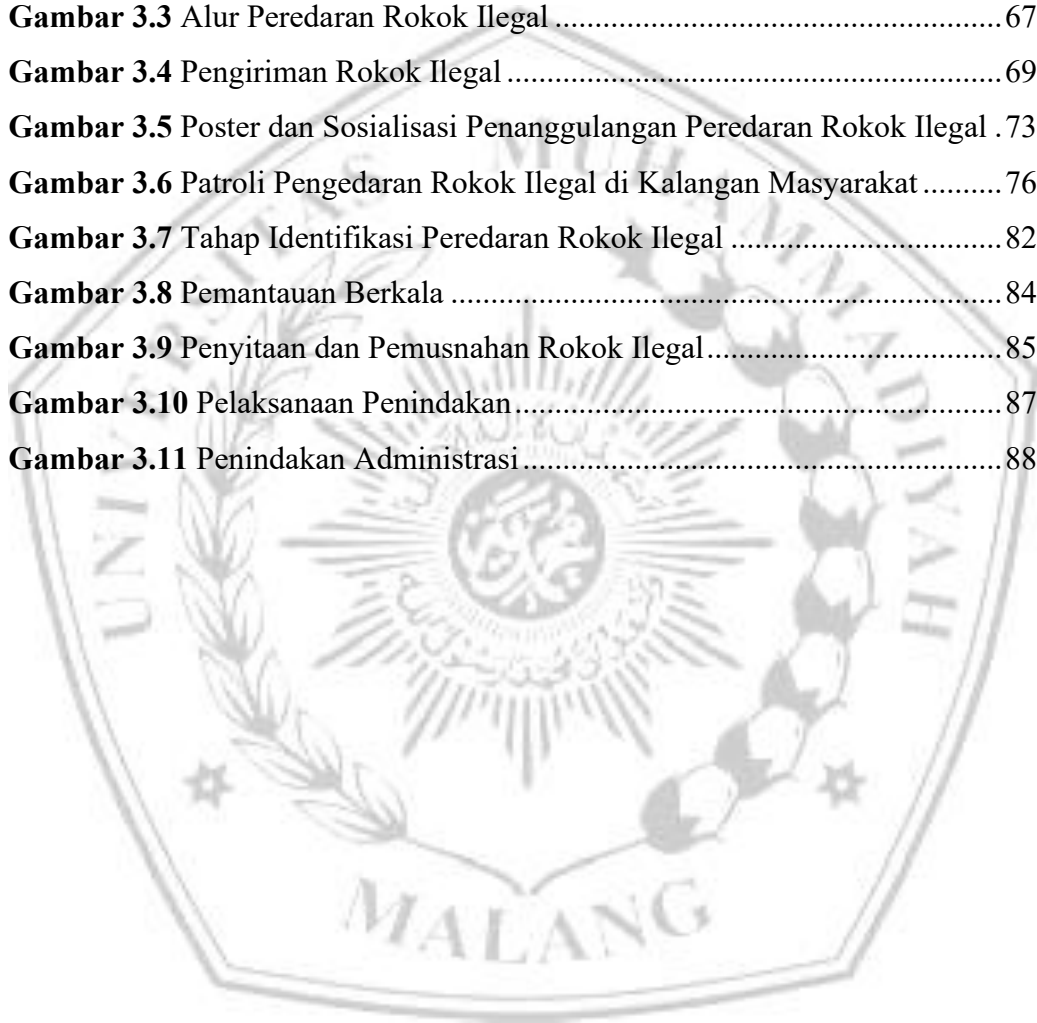 Gambar 3.3 Alur Peredaran Rokok Ilegal ........................................................... 67
Gambar 3.4 Pengiriman Rokok Ilegal ................................................................ 69
Gambar 3.5 Poster dan Sosialisasi Penanggulangan Peredaran Rokok Ilegal . 73
Gambar 3.6 Patroli Pengedaran Rokok Ilegal di Kalangan Masyarakat .......... 76
Gambar 3.7 Tahap Identifikasi Peredaran Rokok Ilegal ................................... 82
Gambar 3.8 Pemantauan Berkala ....................................................................... 84
Gambar 3.9 Penyitaan dan Pemusnahan Rokok Ilegal ...................................... 85
Gambar 3.10 Pelaksanaan Penindakan ............................................................... 87
Gambar 3.11 Penindakan Administrasi .............................................................. 88
UNIVERSITAS MUHAMMADIYAH
MALANG